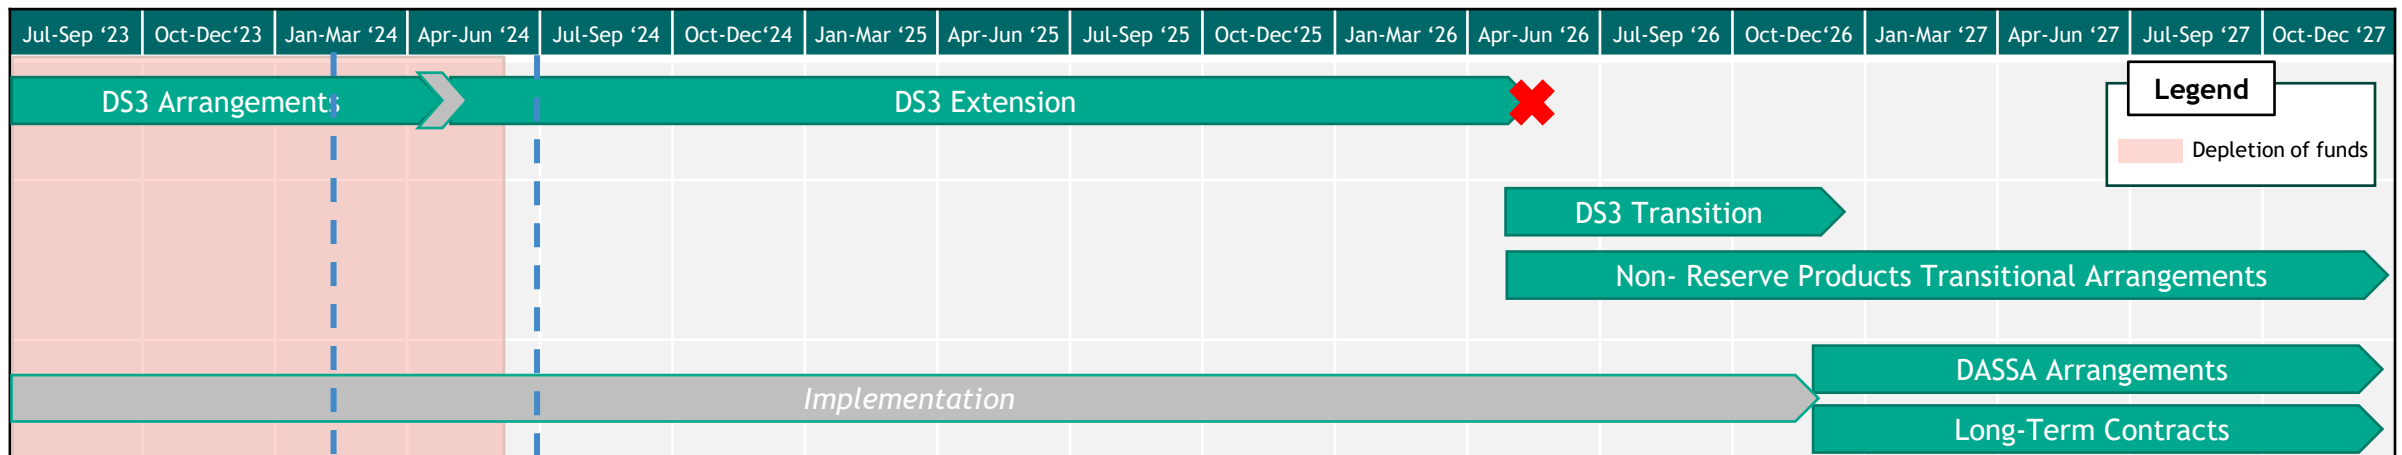 Jul-Sep ‘23 Oct-Dec‘23 Jan-Mar ‘24 Apr-Jun ‘24 Jul-Sep ‘24 Oct-Dec‘24 Jan-Mar ‘25 Apr-Jun ‘25 Jul-Sep ‘25 Oct-Dec‘25 Jan-Mar ‘26 Apr-Jun ‘26 Jul-Sep ‘26 Oct-Dec‘26 Jan-Mar ‘27 Apr-Jun ‘27 Jul-Sep ‘27 Oct-Dec ‘27
Legend
DS3 Arrangements DS3 Extension
Depletion of funds
DS3 Transition
Non- Reserve Products Transitional Arrangements
DASSA Arrangements
Implementation
Long-Term Contracts